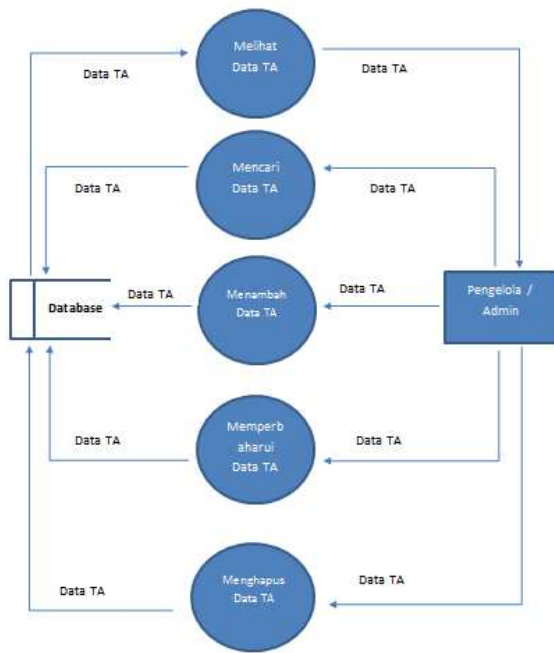 Melihat
Data TA
Data TA
Data TA
Mencari
Data TA
Data TA
Data TA
Database
Data TA
Menambah
Data TA
Data TA
Pengelola /
Admin
Memperb
aharui
Data TA
Data TA
Data TA
Menghapus
Data TA
Data TA
Data TA